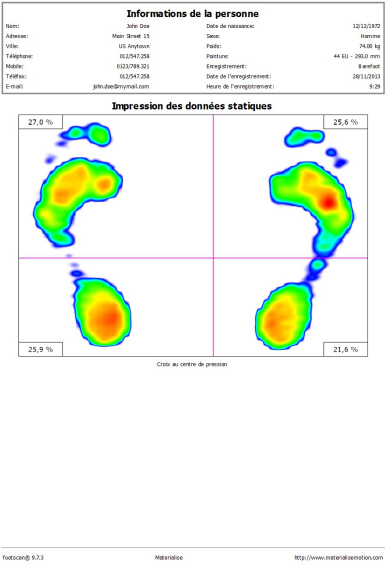 Informations de la personne
Nom: John Doe Date de naissance: 12/12/1972
Adresse: Main Street 15 Sexe: Homme
Ville: US Anytown Poids: 74.00 kg
Téléphone: 012/547.258 Pointure: 44 EU - 293.0 mm
Mobile: 0123/789.321 Enregistrement: Barefoot
Téléfax: 012/547.258 Date de l'enregistrement: 28/11/2013
E-mail: john.doe@mymail.com Heure de l'enregistrement: 9:29
Impression des données statiques
27,0 % 25,6 %
25,9 % 21,6 %
Croix au centre de pression
footscan® 9.7.3 Materialise http://www.materialisemotion.com